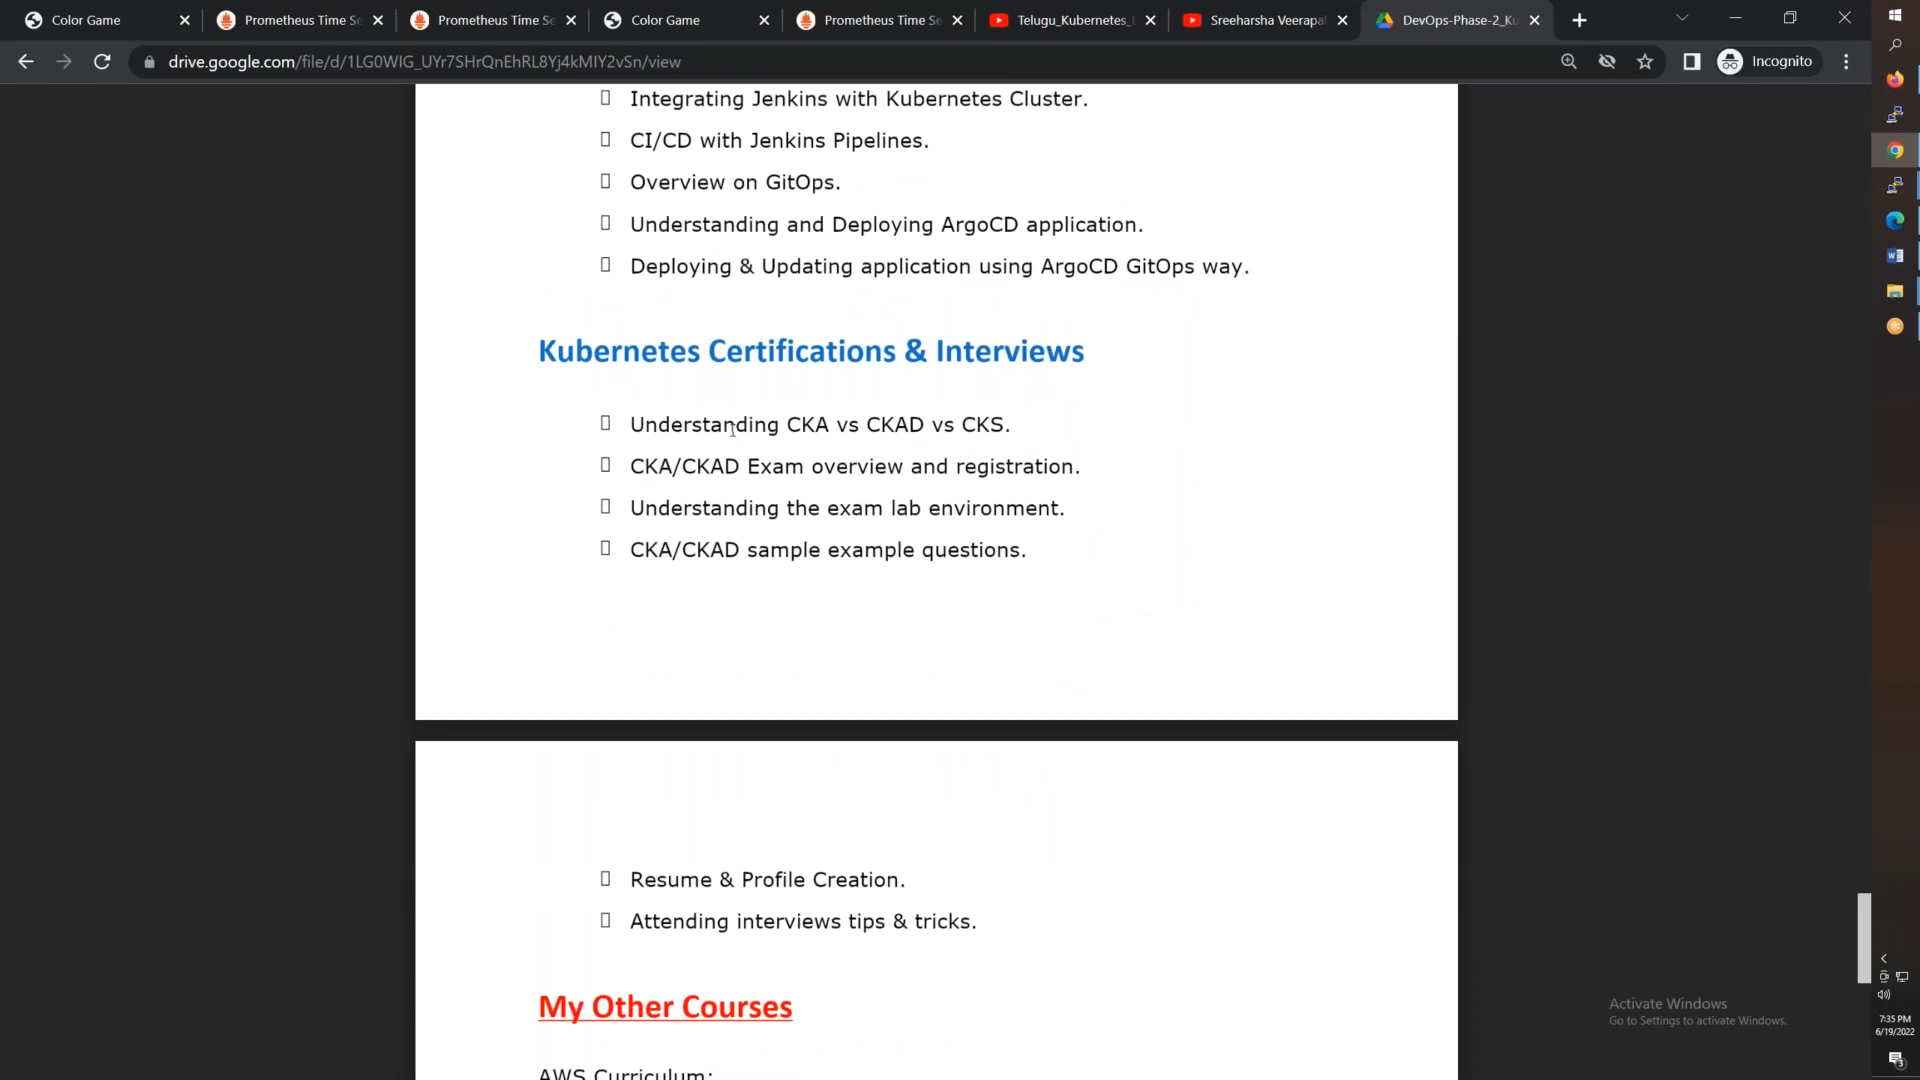 Color Game
Prometheus Time Se
Prometheus Time Se
Color Game
Prometheus Time Se
Telugu_Kubernetes_
Sreeharsha Veerapa
DevOps-Phase-2_Ku
drive.google.com/file/d/1LG0WIG_UYr7SHrQnEhRL8Yj4kMIY2vSn/view
Incognito
Integrating Jenkins with Kubernetes Cluster.
CI/CD with Jenkins Pipelines.
Overview on GitOps.
Understanding and Deploying ArgoCD application.
Deploying & Updating application using ArgoCD GitOps way.
Kubernetes Certifications & Interviews
Understanding CKA vs CKAD vs CKS.
CKA/CKAD Exam overview and registration.
Understanding the exam lab environment.
CKA/CKAD sample example questions.
Resume & Profile Creation.
Attending interviews tips & tricks.
My Other Courses
AWS Curriculum:
Activate Windows
Go to Settings to activate Windows.
7:35 PM
6/19/2022
3